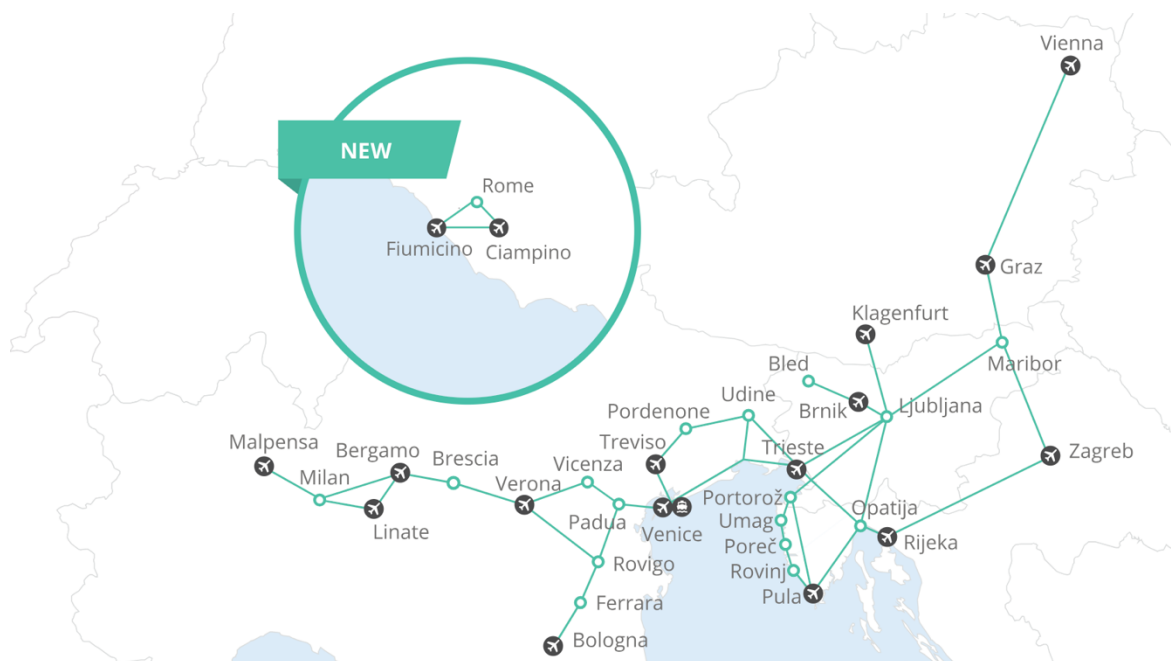 Vienna
NEW
Rome
Fiumicino
Ciampino
Graz
Klagenfurt
Maribor
Bled
Brnik
Ljubljana
Udine
Pordenone
Malpensa
Bergamo
Treviso
Trieste
Zagreb
Milan
Brescia
Vicenza
Verona
Portorož
Opatija
Linate
Padua
Venice
Umag
Rijeka
Poreč
Rovigo
Rovinj
Pula
Ferrara
Bologna